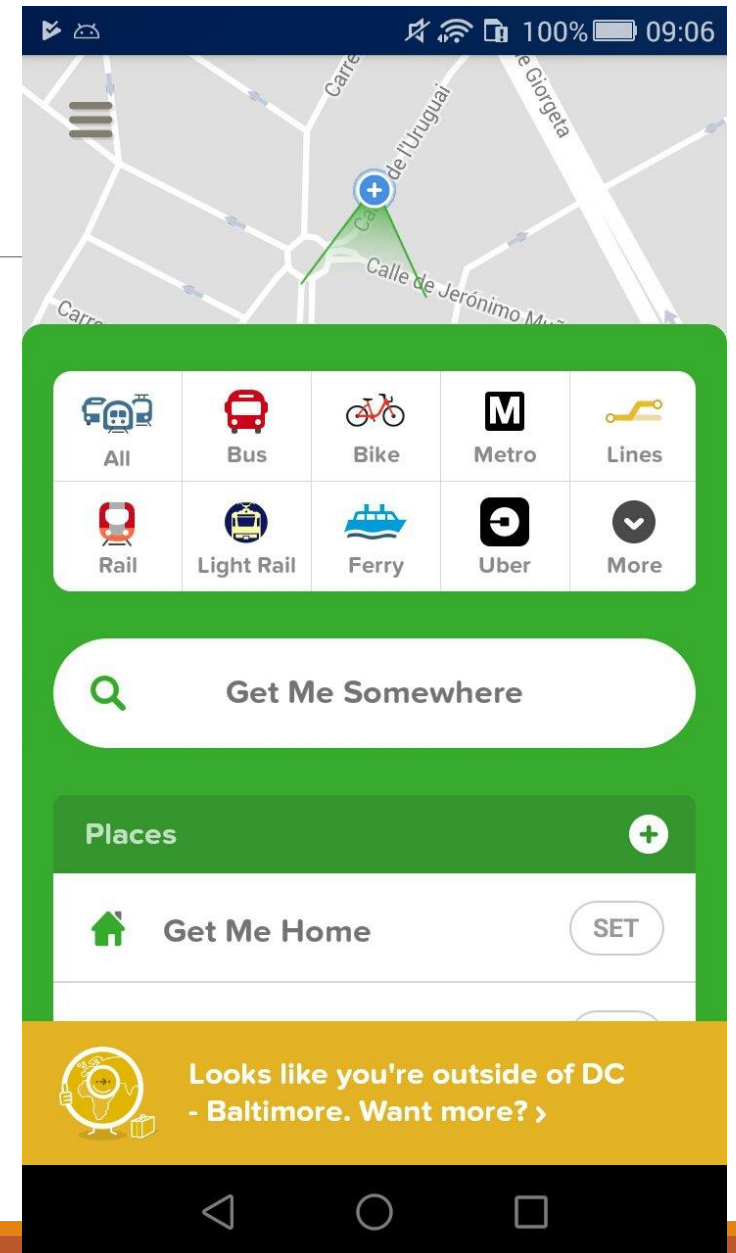 100% 09:06
Carre
de l'Uruguai
e Giorgeta
Ca
Calle de Jerónimo Mu
Carre
All
Bus
Bike
M
Metro
Lines
Rail
Light Rail
Ferry
Uber
More
Get Me Somewhere
Places
Get Me Home
SET
Looks like you're outside of DC
- Baltimore. Want more? ›